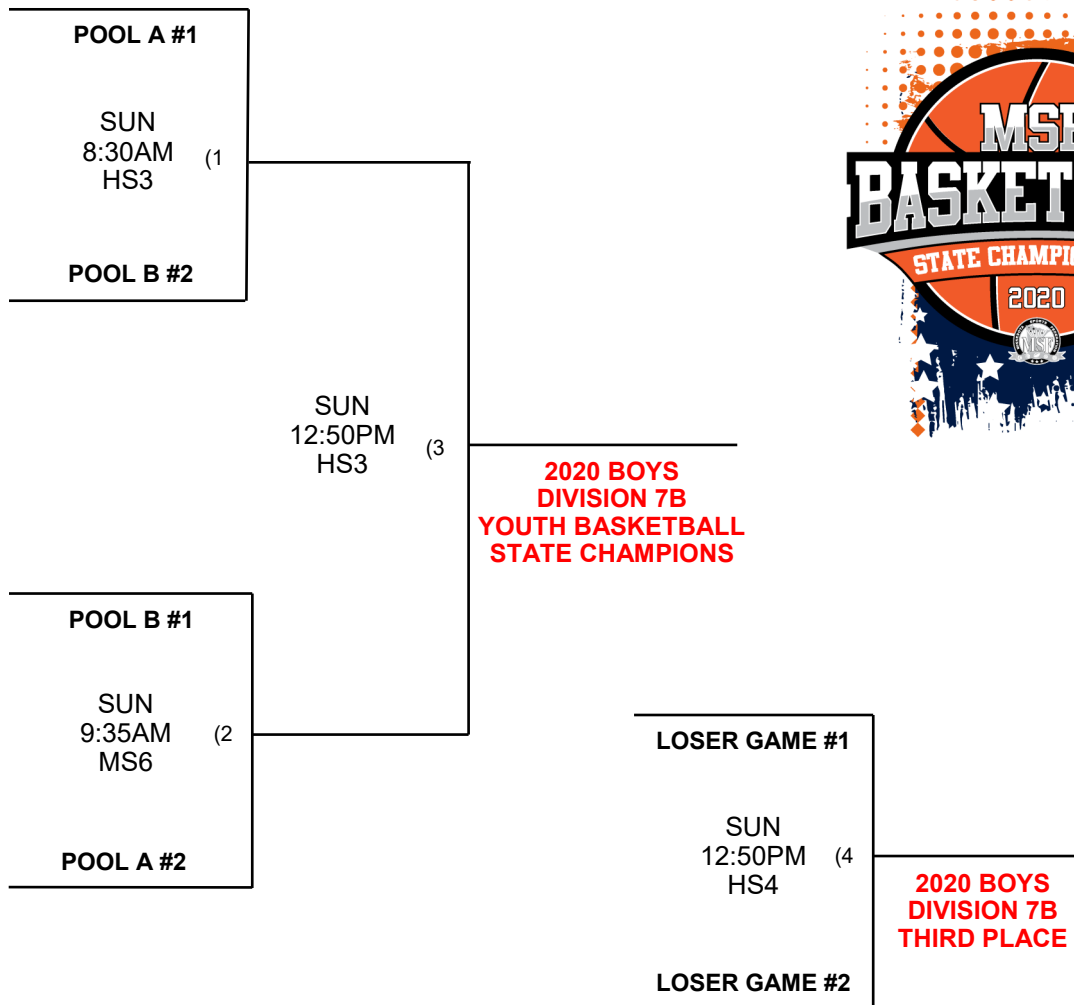 POOL A #1
SUN
8:30AM (1
HS3
POOL B #2
SUN
12:50PM (3
HS3
2020 BOYS
DIVISION 7B
YOUTH BASKETBALL
STATE CHAMPIONS
POOL B #1
SUN
9:35AM (2
MS6
POOL A #2
LOSER GAME #1
SUN
12:50PM (4
HS4
LOSER GAME #2
2020 BOYS
DIVISION 7B
THIRD PLACE
STATE
2020
MSF